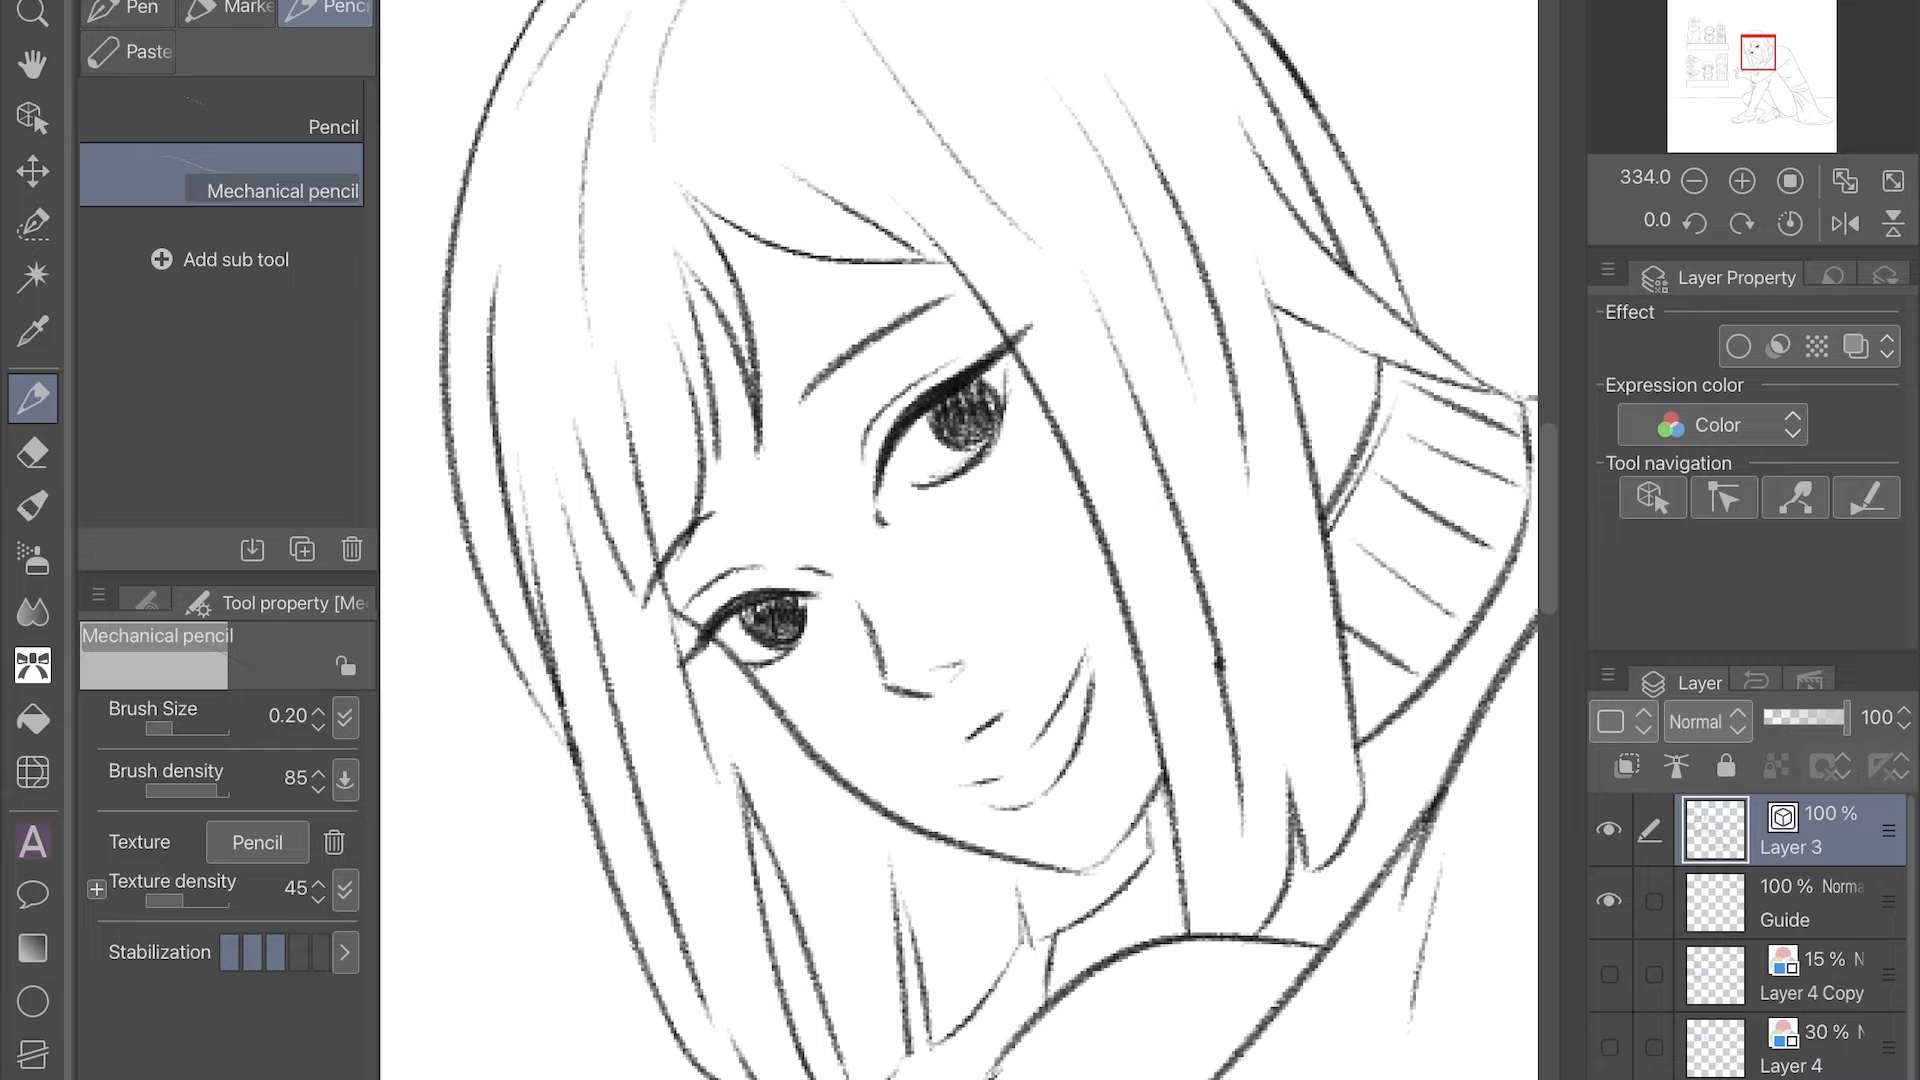 Pen
Marke
Penci
Paste
Pencil
Mechanical pencil
Add sub tool
Tool property [Me
Mechanical pencil
Brush Size
0.20
Brush density
85
Texture
Pencil
Texture density
45
Stabilization
334.0
0.0
Layer Property
Effect
Expression color
Color
Tool navigation
Layer
Normal
100
100 %
Layer 3
100 % Norma
Guide
15 % N
Layer 4 Copy
30 % N
Layer 4